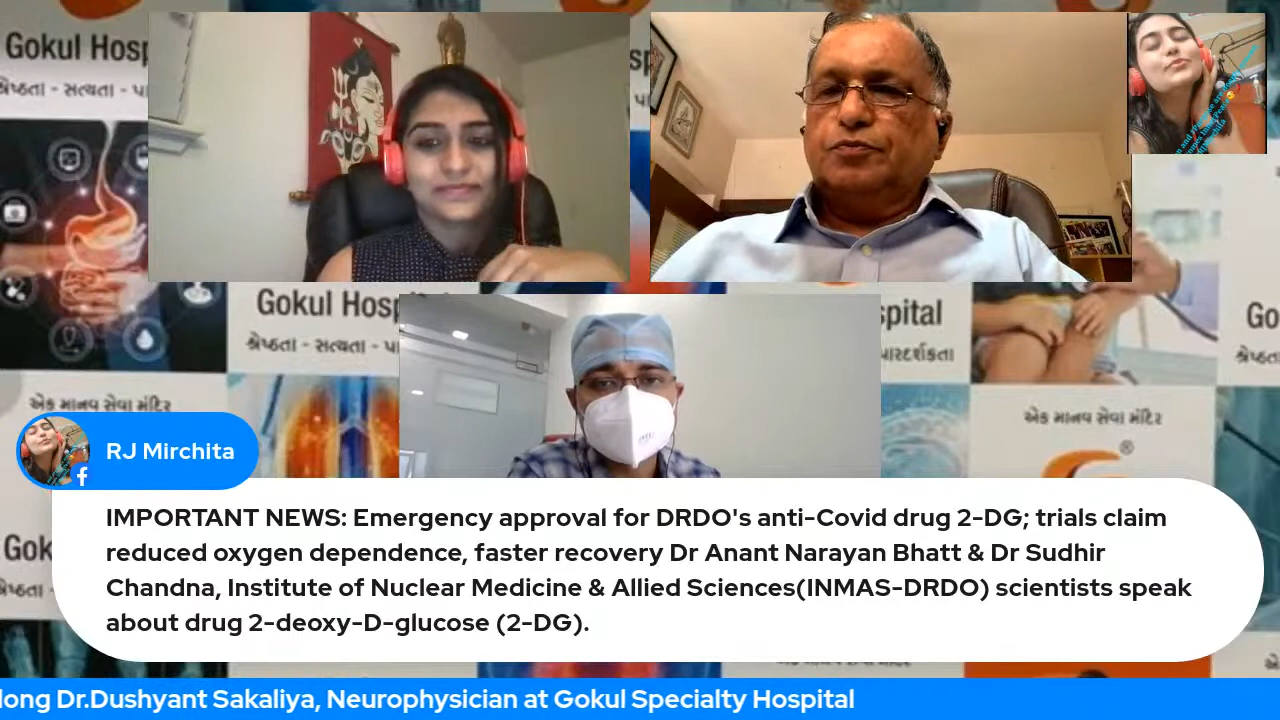 Gokul Hosp
શ્રેષ્ઠતા - સત્યતા - પા
Gokul Hospital
શ્રેષ્ઠતા - સત્યતા - પા
spital
પારદર્શકતા
Go
શ્રેષ્ઠતા
એક માનવ સેવા મંદિર
એક માનવ સેવા મંદિર
RJ Mirchita
IMPORTANT NEWS: Emergency approval for DRDO's anti-Covid drug 2-DG; trials claim
reduced oxygen dependence, faster recovery Dr Anant Narayan Bhatt & Dr Sudhir
Chandna, Institute of Nuclear Medicine & Allied Sciences(INMAS-DRDO) scientists speak
about drug 2-deoxy-D-glucose (2-DG).
Gok
long Dr.Dushyant Sakaliya, Neurophysician at Gokul Specialty Hospital